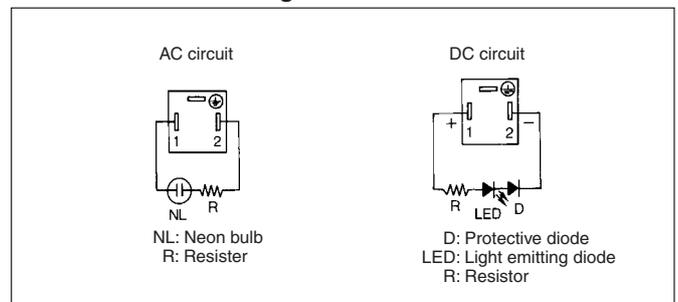 AC circuit
1
2
NL
R
NL: Neon bulb
R: Resister
DC circuit
+
−
1
2
R
LED
D
D: Protective diode
LED: Light emitting diode
R: Resistor